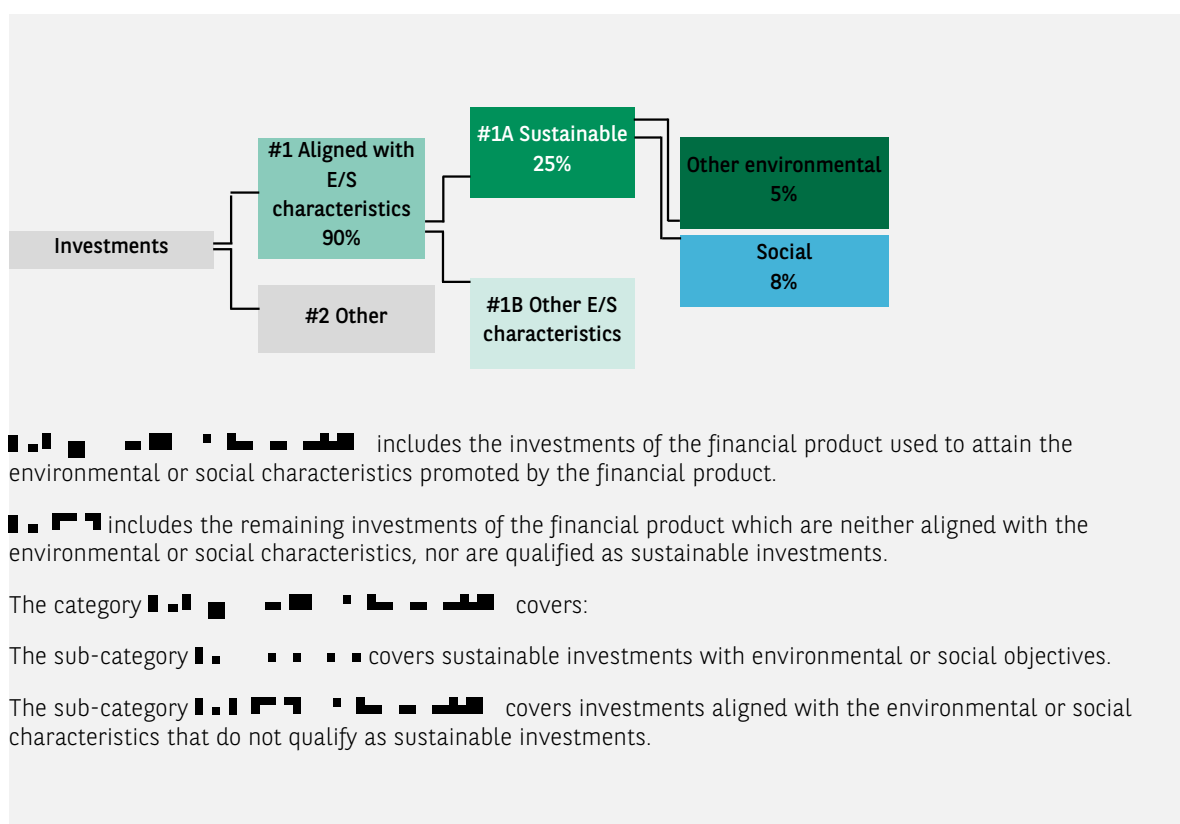 #1A Sustainable
25%
#1 Aligned with
E/S
characteristics
90%
Other environmental
5%
Investments
Social
8%
#2 Other
#1B Other E/S
characteristics
includes the investments of the financial product used to attain the
environmental or social characteristics promoted by the financial product.
includes the remaining investments of the financial product which are neither aligned with the
environmental or social characteristics, nor are qualified as sustainable investments.
The category covers:
The sub-category covers sustainable investments with environmental or social objectives.
The sub-category covers investments aligned with the environmental or social
characteristics that do not qualify as sustainable investments.